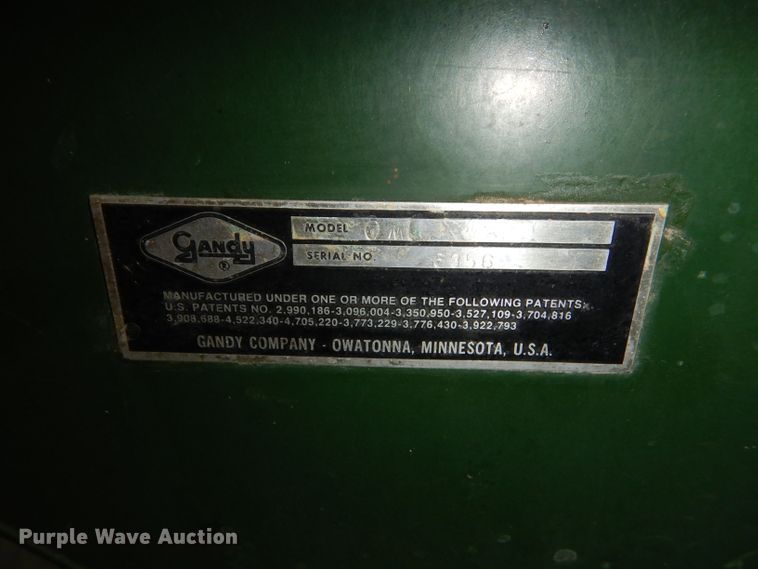 Gandy
®
MODEL
SERIAL NO.
MANUFACTURED UNDER ONE OR MORE OF THE FOLLOWING PATENTS:
U.S. PATENTS NO. 2,990,186-3,096,004-3,350,950-3,527,109-3,704,816
3,908,688-4,522,340-4,705,220-3,773,229-3,776,430-3,922,793
GANDY COMPANY - OWATONNA, MINNESOTA, U.S.A.
Purple Wave Auction